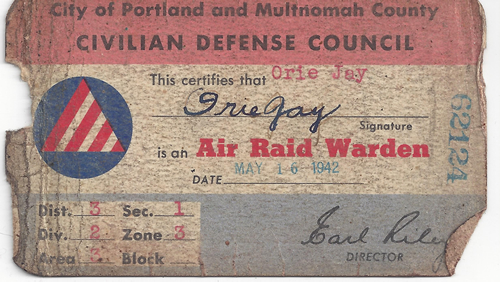 City of Portland and Multnomah County
CIVILIAN DEFENSE COUNCIL
This certifies that Orie Jay
Orie Jay
Signature
is an Air Raid Warden
DATE MAY 16 1942
62124
Dist. 3 Sec. 1
Div. 2 Zone 3
Area 3 Block
Earl Riley
DIRECTOR